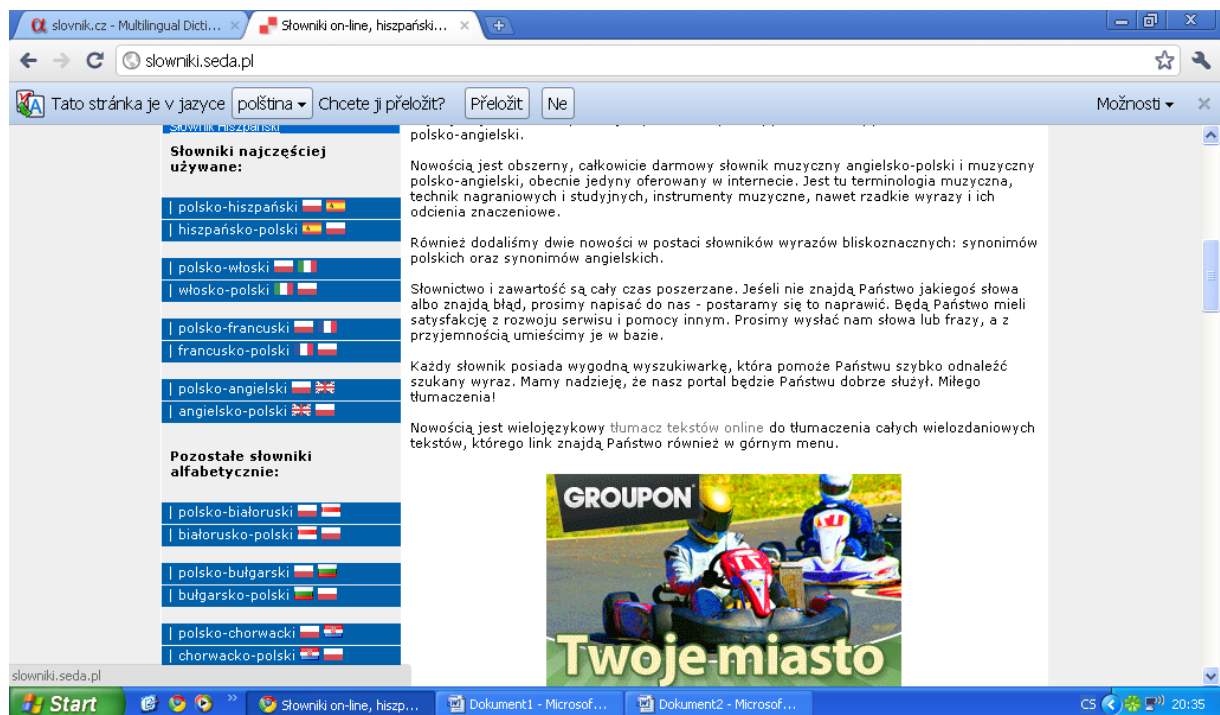 slovnik.cz - Multilingual Dicti...
Słowniki on-line, hiszpański...
slowniki.seda.pl
Tato stránka je v jazyce polština Chcete ji přeložit? Přeložit Ne Možnosti
Słownik Hiszpański
Słowniki najczęściej
używane:
| polsko-hiszpański
| hiszpańsko-polski
| polsko-włoski
| włosko-polski
| polsko-francuski
| francusko-polski
| polsko-angielski
| angielsko-polski
Pozostałe słowniki
alfabetycznie:
| polsko-białoruski
| białorusko-polski
| polsko-bułgarski
| bułgarsko-polski
| polsko-chorwacki
| chorwacko-polski
polsko-angielski.
Nowością jest obszerny, całkowicie darmowy słownik muzyczny angielsko-polski i muzyczny
polsko-angielski, obecnie jedyny oferowany w internecie. Jest tu terminologia muzyczna,
technik nagraniowych i studyjnych, instrumenty muzyczne, nawet rzadkie wyrazy i ich
odcienia znaczeniowe.
Również dodaliśmy dwie nowości w postaci słowników wyrazów bliskoznacznych: synonimów
polskich oraz synonimów angielskich.
Słownictwo i zawartość są cały czas poszerzane. Jeśeli nie znajdą Państwo jakiegoś słowa
albo znajdą błąd, prosimy napisać do nas - postaramy się to naprawić. Będą Państwo mieli
satysfakcję z rozwoju serwisu i pomocy innym. Prosimy wysłać nam słowa lub frazy, a z
przyjemnością umieścimy je w bazie.
Każdy słownik posiada wygodną wyszukiwarkę, która pomoże Państwu szybko odnaleźć
szukany wyraz. Mamy nadzieję, że nasz portal będzie Państwu dobrze służył. Miłego
tłumaczenia!
Nowością jest wielojęzykowy tłumacz tekstów online do tłumaczenia całych wielozdaniowych
tekstów, którego link znajdą Państwo również w górnym menu.
GROUPON
Twoje miasto
slowniki.seda.pl
Start
Słowniki on-line, hiszp...
Dokument1 - Microsof...
Dokument2 - Microsof...
CS
20:35